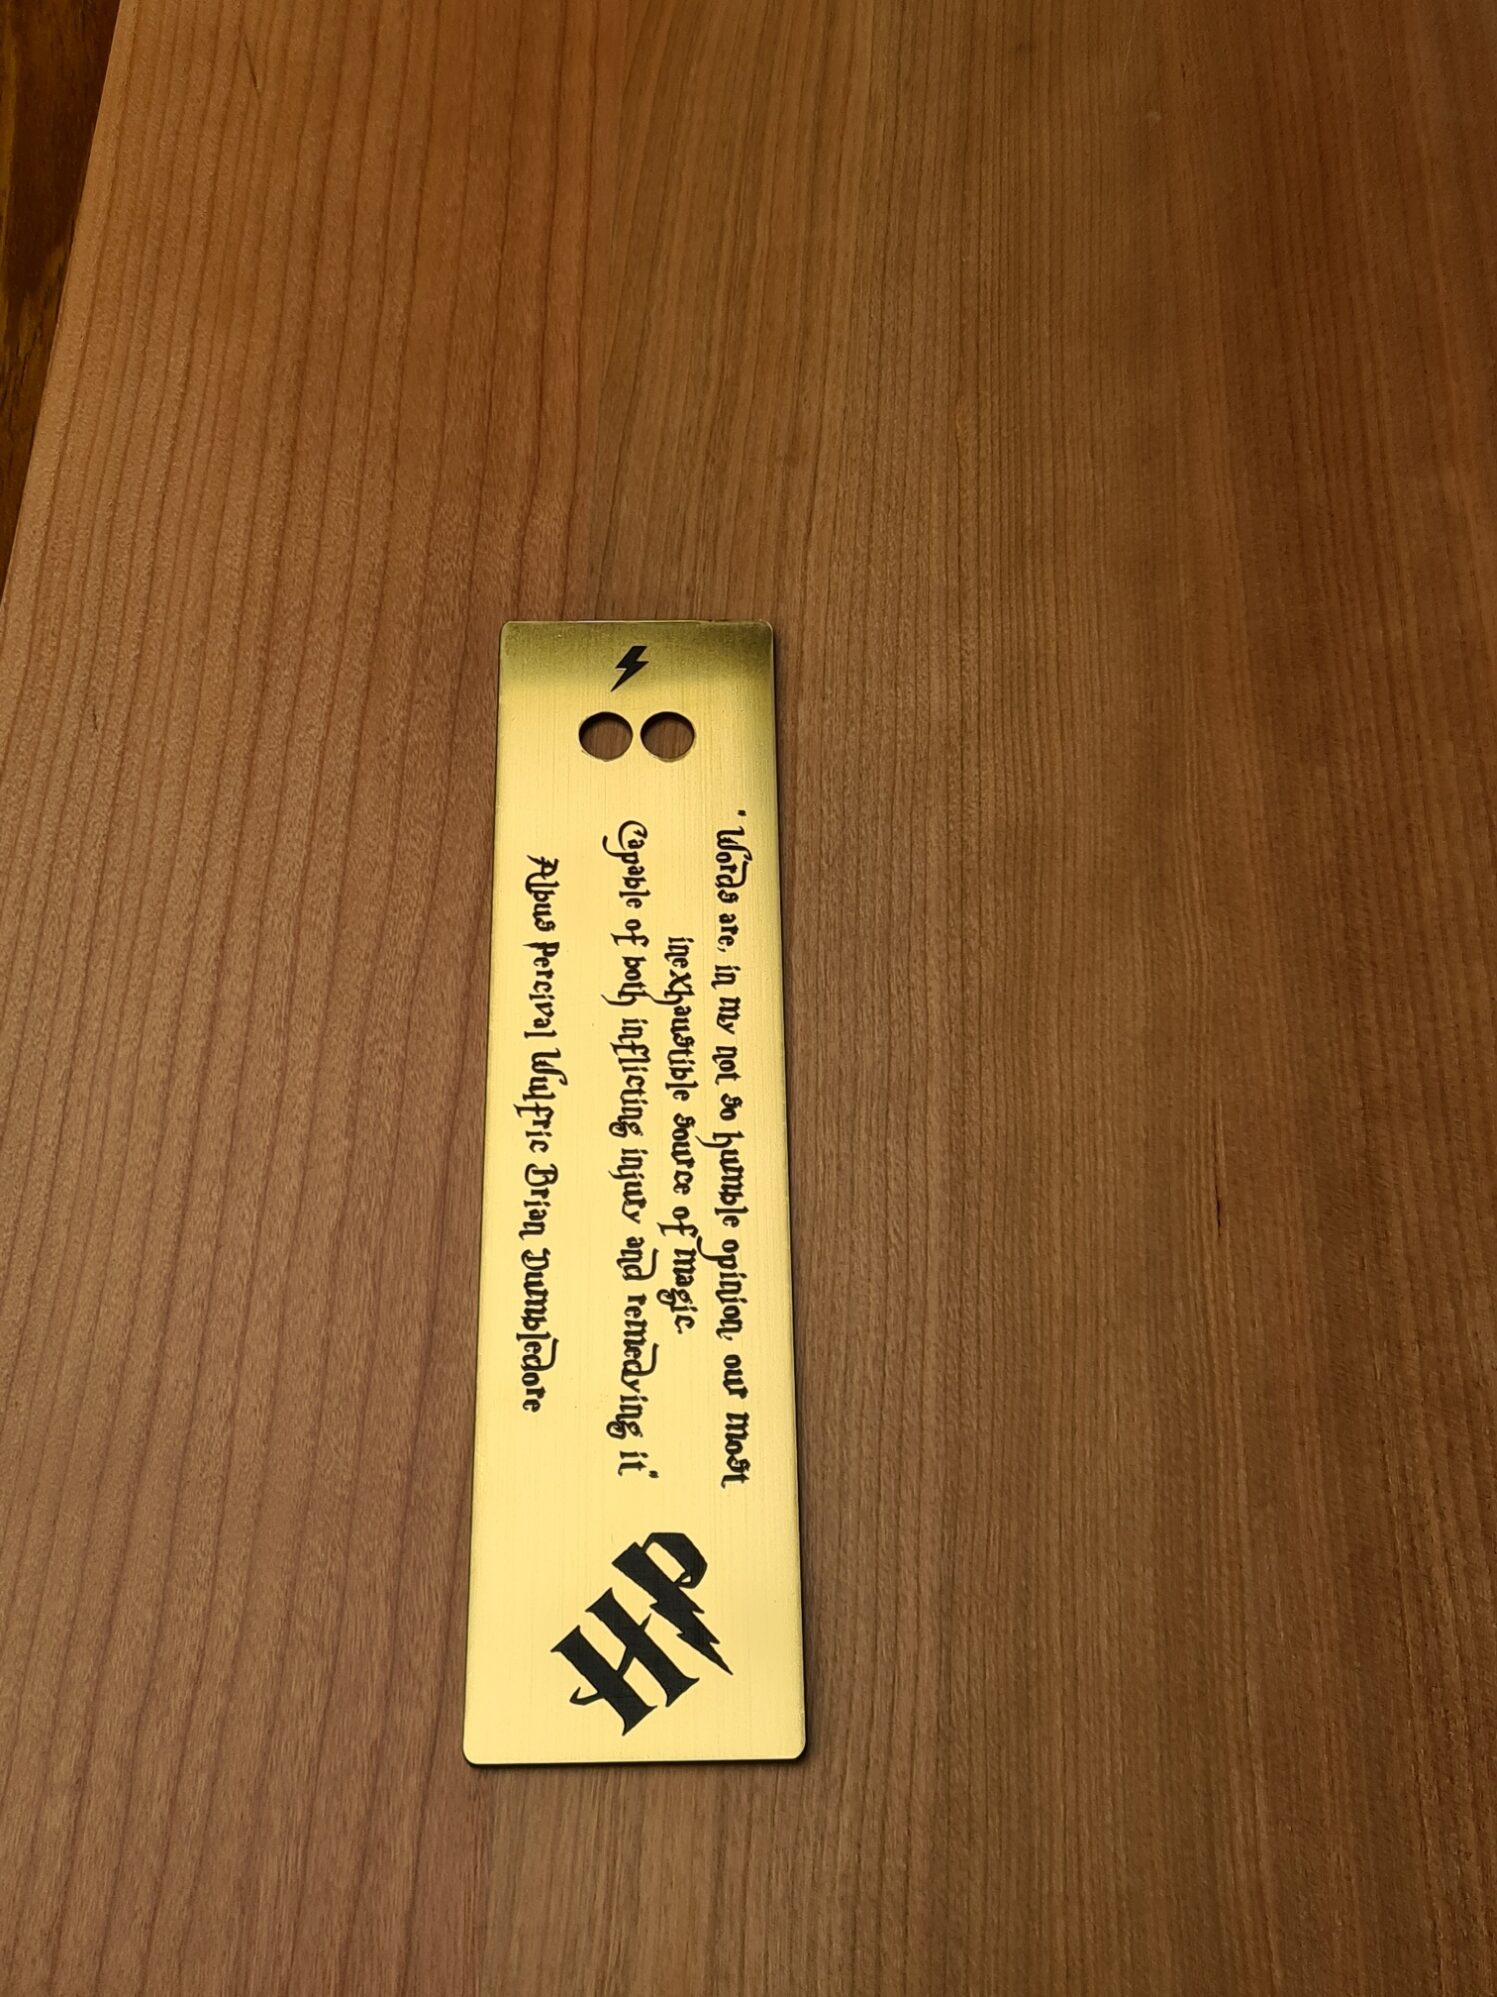 "Words are, in my not so humble opinion, our most
inexhaustible source of magic.
Capable of both inflicting injury and remedying it"
Albus Percival Wulfric Brian Dumbledore
HP